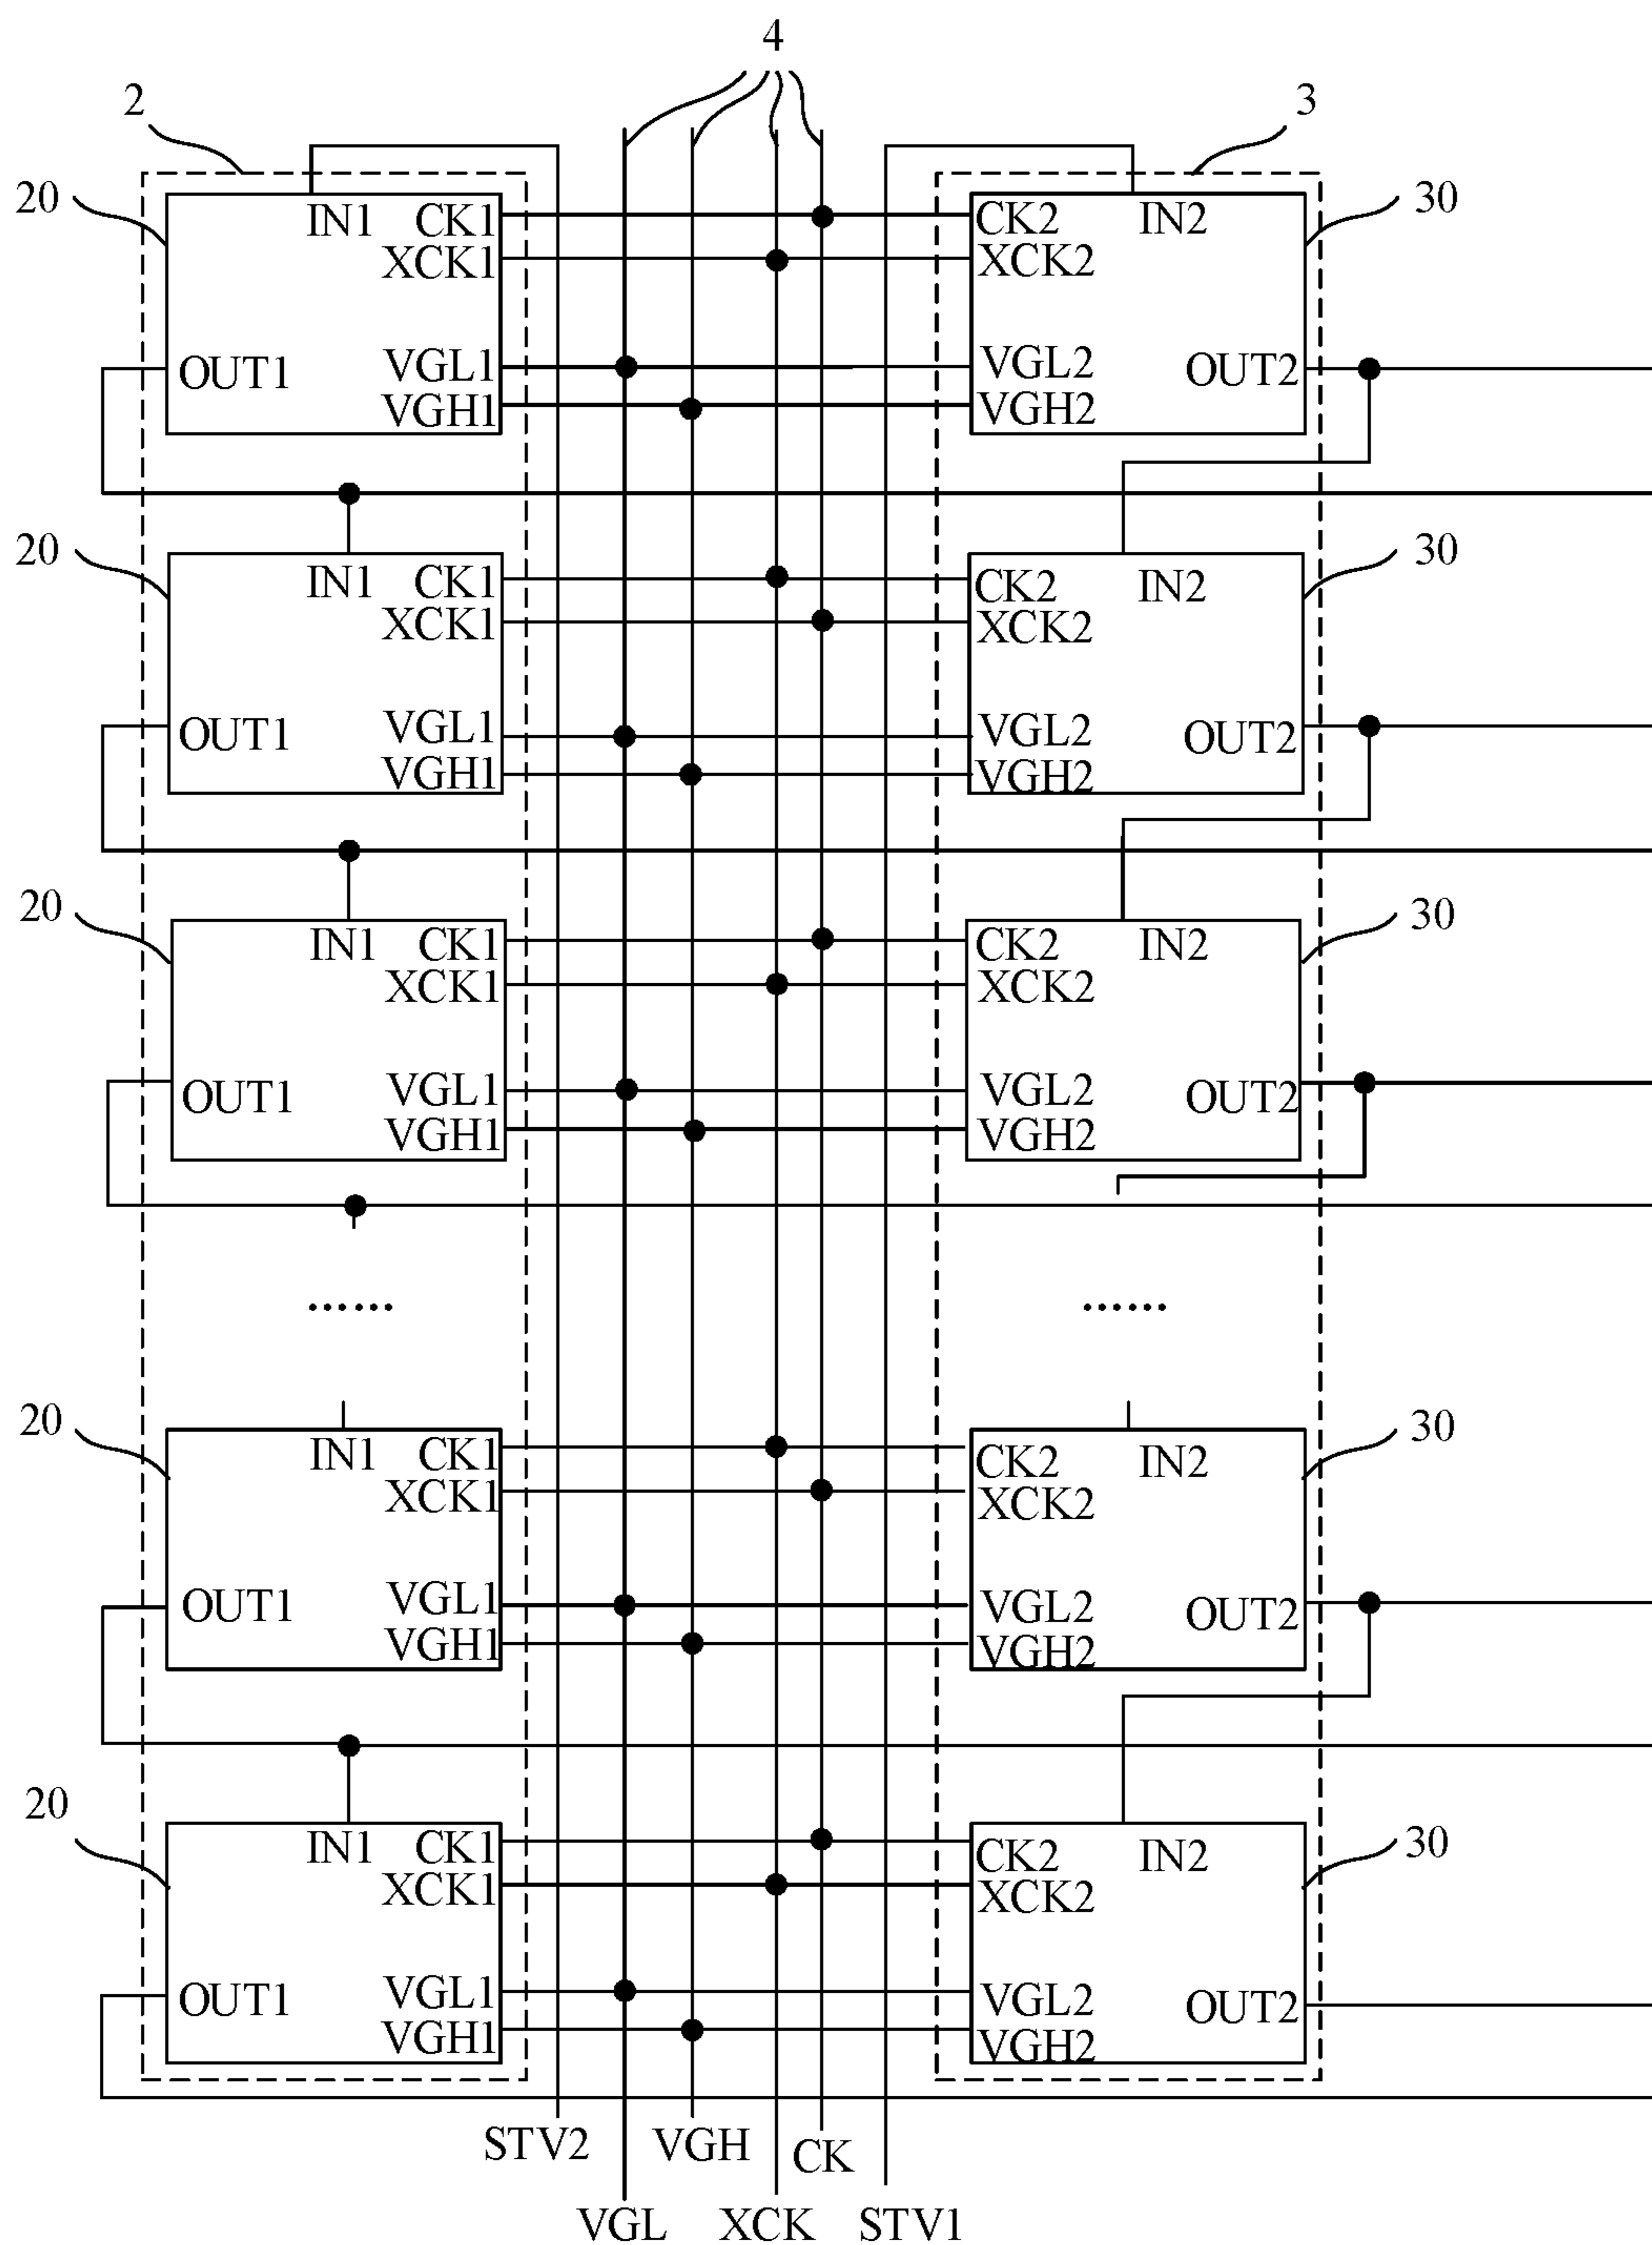 4
2
3
20
IN1 CK1
XCK1
OUT1
VGL1
VGH1
CK2 IN2
XCK2
VGL2
VGH2
OUT2
30
20
IN1 CK1
XCK1
OUT1
VGL1
VGH1
CK2 IN2
XCK2
VGL2
VGH2
OUT2
30
20
IN1 CK1
XCK1
OUT1
VGL1
VGH1
CK2 IN2
XCK2
VGL2
VGH2
OUT2
30
...... ......
20
IN1 CK1
XCK1
OUT1
VGL1
VGH1
CK2 IN2
XCK2
VGL2
VGH2
OUT2
30
20
IN1 CK1
XCK1
OUT1
VGL1
VGH1
CK2 IN2
XCK2
VGL2
VGH2
OUT2
30
STV2 VGH CK
VGL XCK STV1